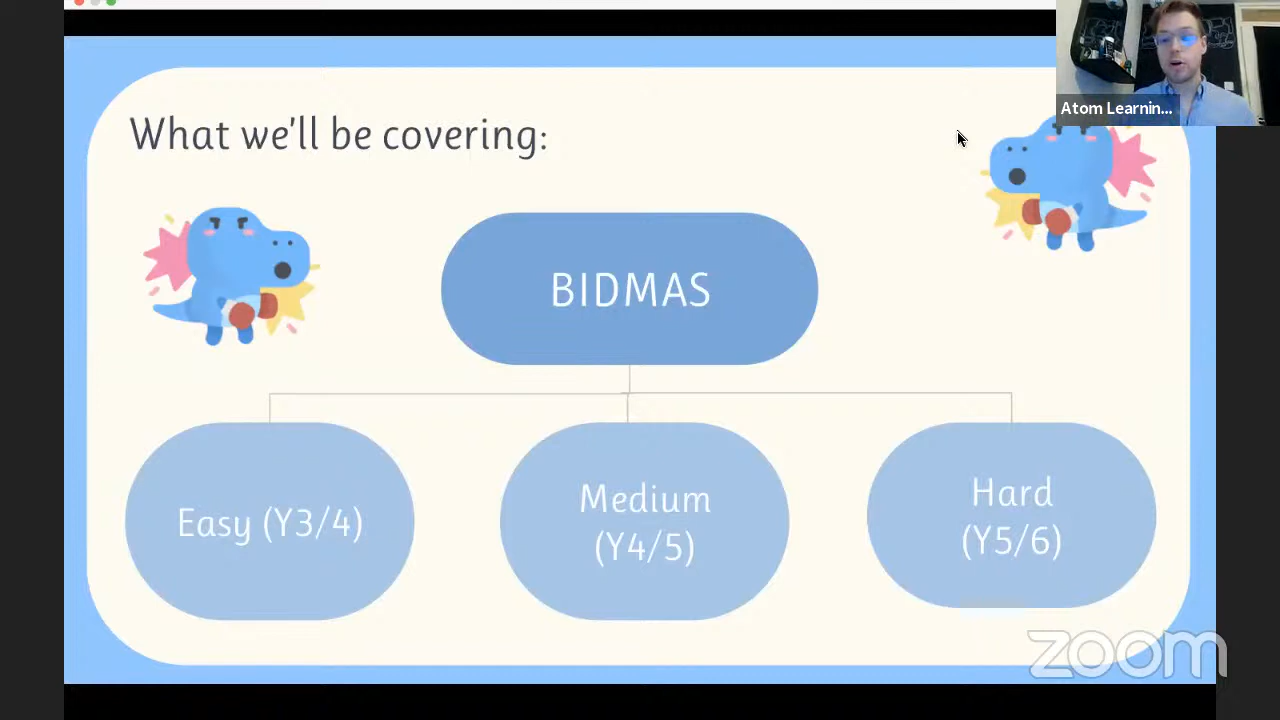 Atom Learnin...
What we'll be covering:
BIDMAS
Easy (Y3/4)
Medium
(Y4/5)
Hard
(Y5/6)
zoom